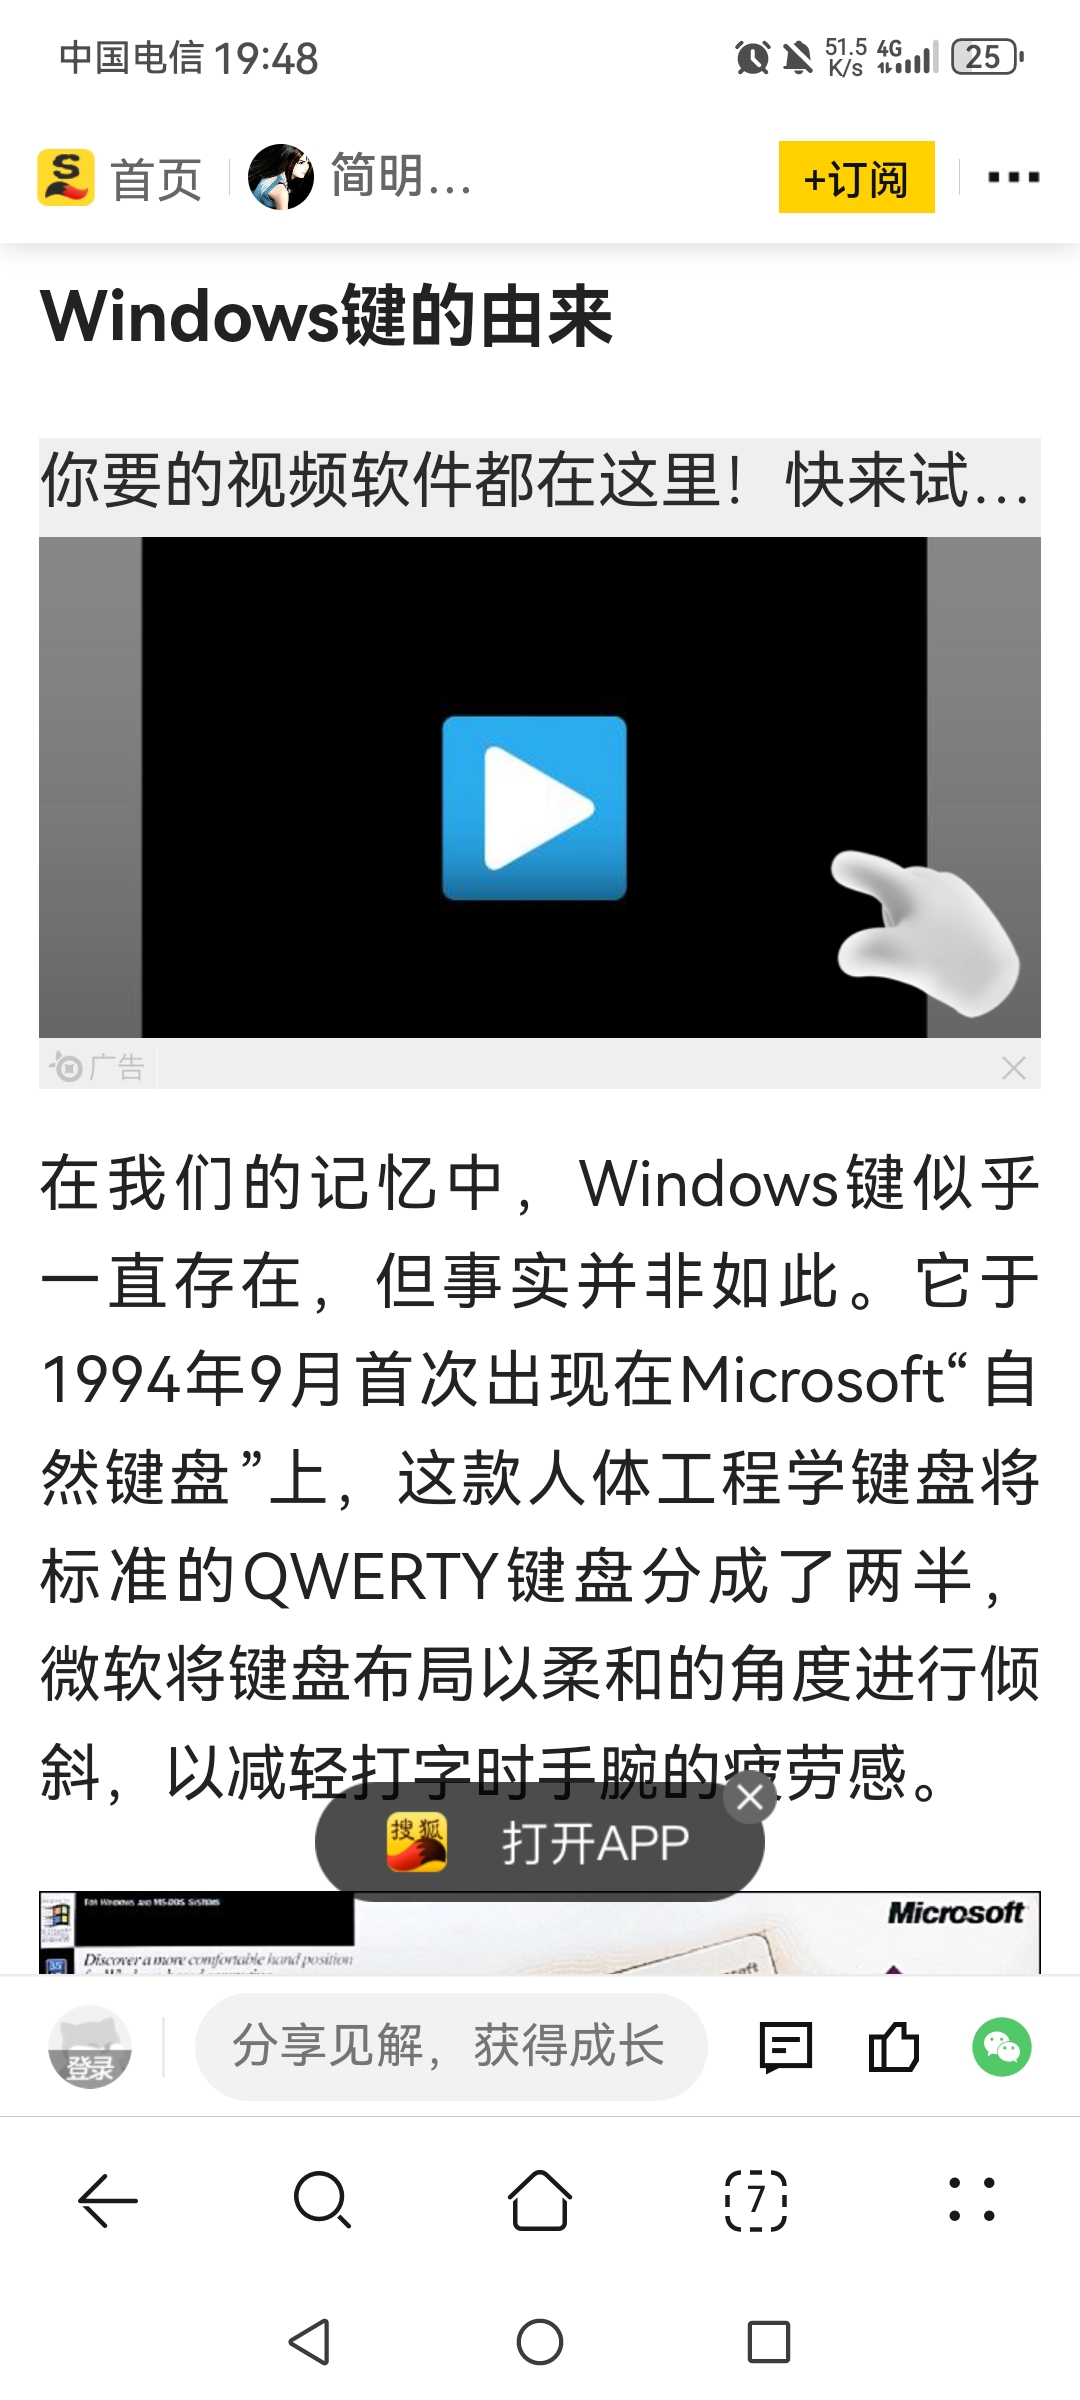 中国电信 19:48
51.5 K/s 4G 25
首页 简明... +订阅
Windows键的由来
你要的视频软件都在这里！快来试...
广告
在我们的记忆中，Windows键似乎
一直存在，但事实并非如此。它于
1994年9月首次出现在Microsoft“自
然键盘”上，这款人体工程学键盘将
标准的QWERTY键盘分成了两半，
微软将键盘布局以柔和的角度进行倾
斜，以减轻打字时手腕的疲劳感。
搜狐 打开APP
For Windows and MS-DOS Systems
Microsoft
Discover a more comfortable hand position
登录 分享见解，获得成长
7